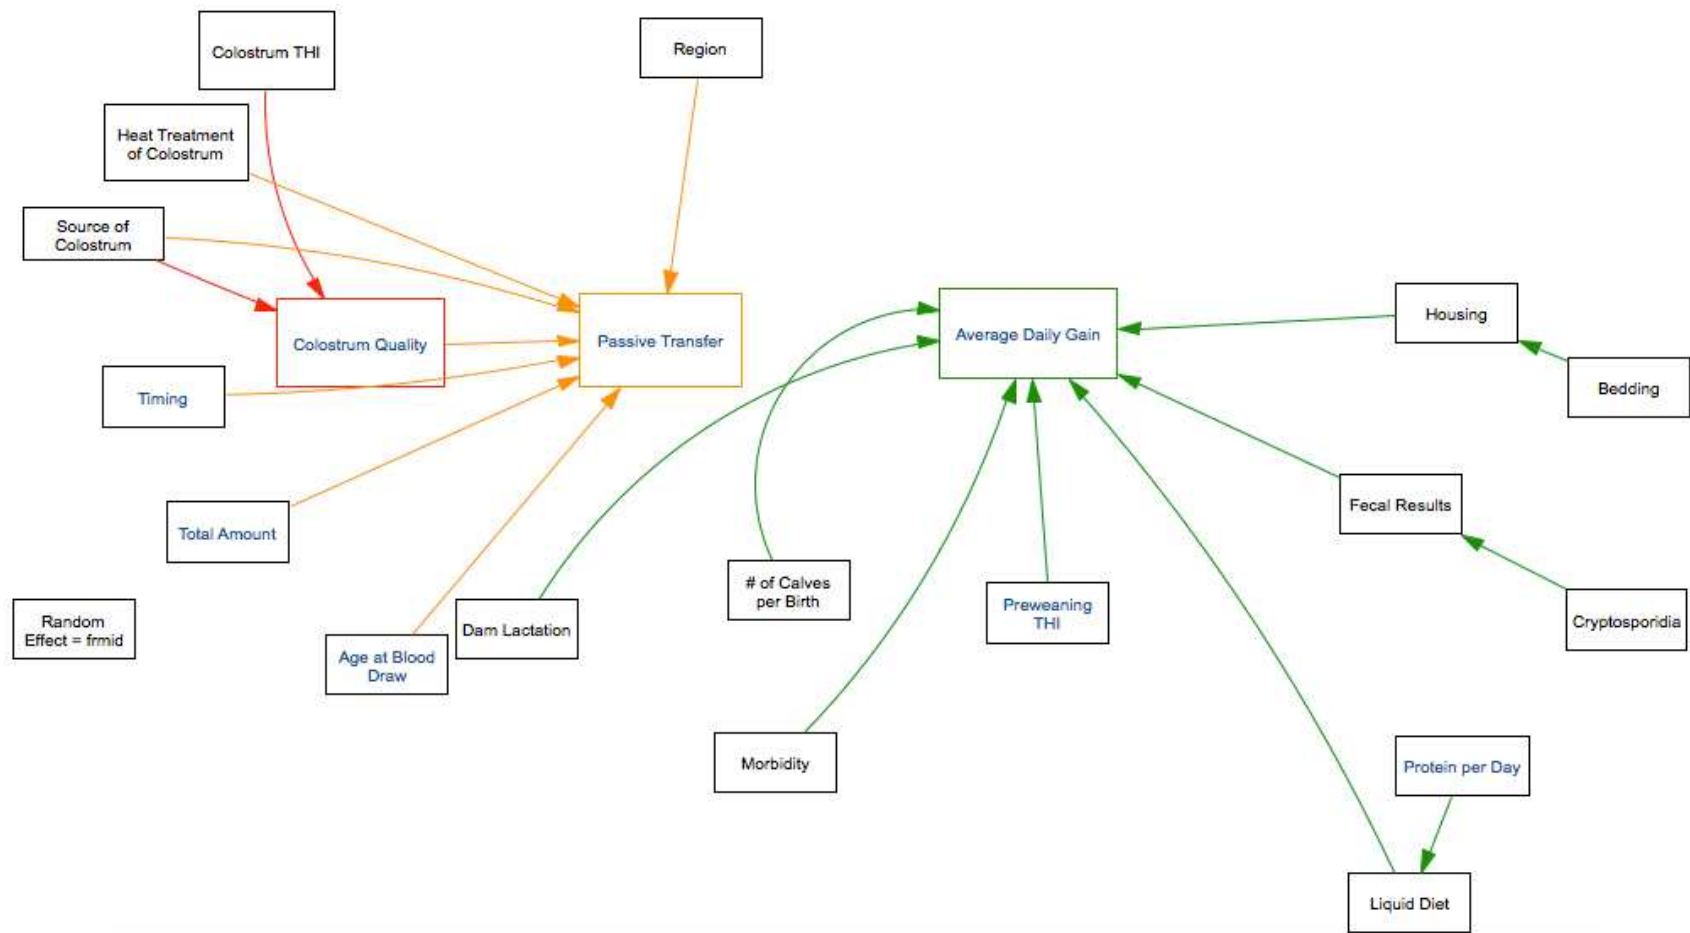 Colostrum THI
Region
Heat Treatment
of Colostrum
Source of
Colostrum
Colostrum Quality
Passive Transfer
Average Daily Gain
Housing
Bedding
Timing
Total Amount
Fecal Results
Random
Effect = frmid
Age at Blood
Draw
Dam Lactation
# of Calves
per Birth
Preweaning
THI
Cryptosporidia
Morbidity
Protein per Day
Liquid Diet